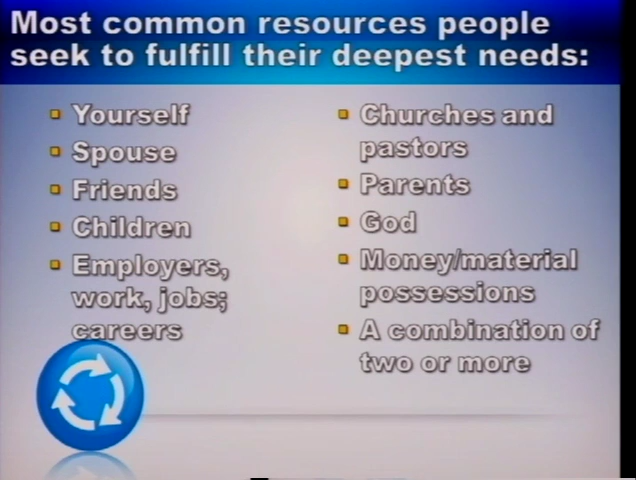 Most common resources people
seek to fulfill their deepest needs:
Yourself
Spouse
Friends
Children
Employers,
work, jobs;
careers
Churches and
pastors
Parents
God
Money/material
possessions
A combination of
two or more